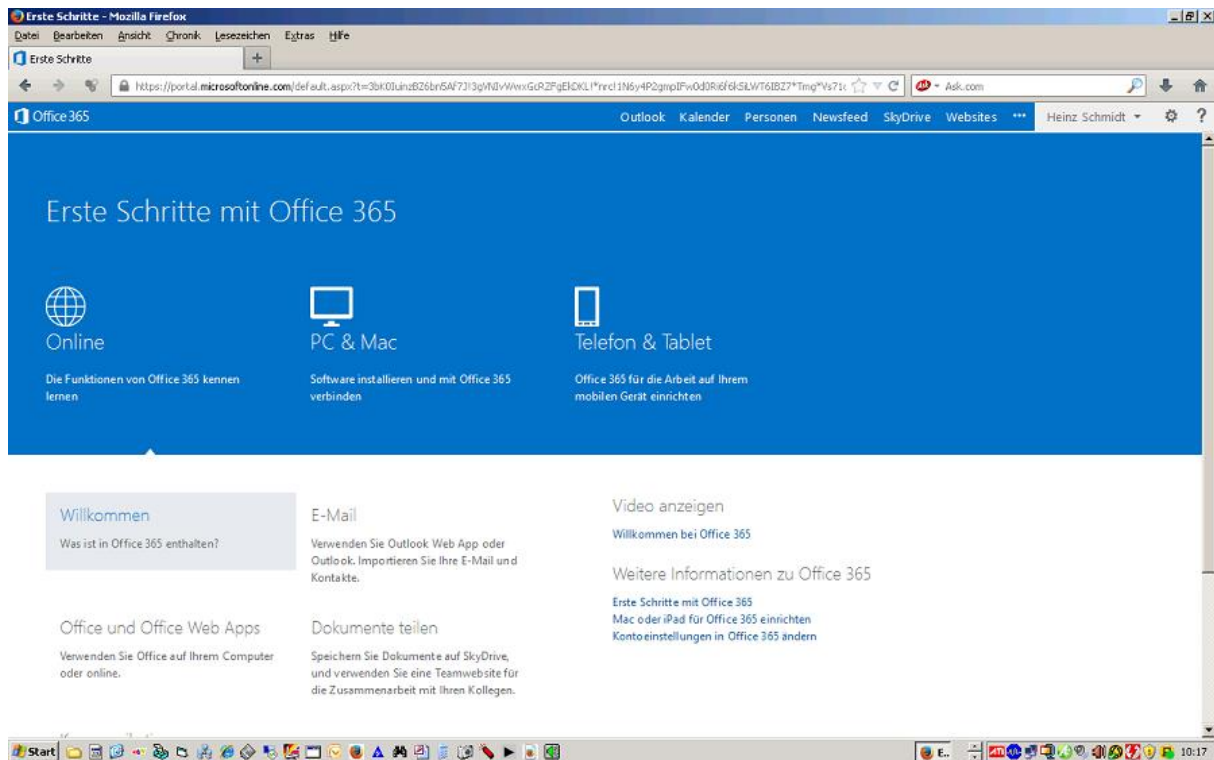 Erste Schritte - Mozilla Firefox
Datei Bearbeiten Ansicht Chronik Lesezeichen Extras Hilfe
Erste Schritte
https://portal.microsoftonline.com/default.aspx?
Ask.com
Office 365
Outlook Kalender Personen Newsfeed SkyDrive Websites ••• Heinz Schmidt ?
Erste Schritte mit Office 365
Online
Die Funktionen von Office 365 kennen
lernen
PC & Mac
Software installieren und mit Office 365
verbinden
Telefon & Tablet
Office 365 für die Arbeit auf Ihrem
mobilen Gerät einrichten
Willkommen
Was ist in Office 365 enthalten?
E-Mail
Verwenden Sie Outlook Web App oder
Outlook. Importieren Sie Ihre E-Mail und
Kontakte.
Office und Office Web Apps
Verwenden Sie Office auf Ihrem Computer
oder online.
Dokumente teilen
Speichern Sie Dokumente auf SkyDrive,
und verwenden Sie eine Teamwebsite für
die Zusammenarbeit mit Ihren Kollegen.
Video anzeigen
Willkommen bei Office 365
Weitere Informationen zu Office 365
Erste Schritte mit Office 365
Mac oder iPad für Office 365 einrichten
Kontoeinstellungen in Office 365 ändern
Start
E..
10:17